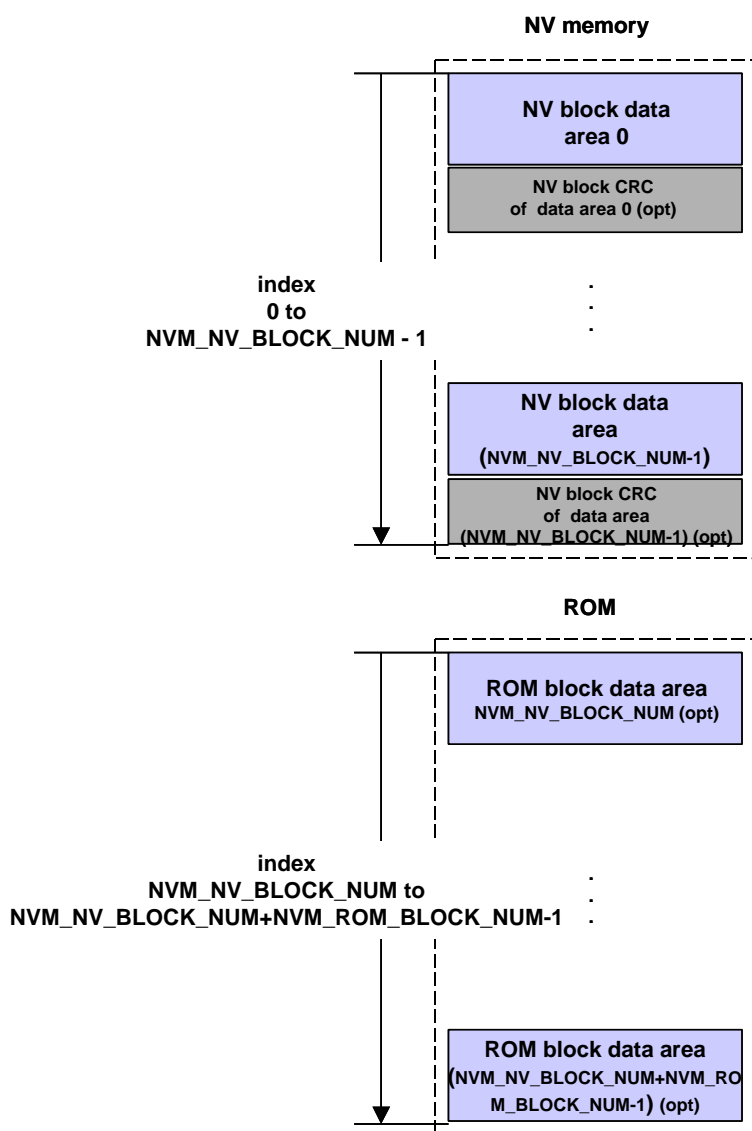 NV memory
NV block data
area 0
NV block CRC
of data area 0 (opt)
index
0 to
NVM_NV_BLOCK_NUM - 1
.
.
.
NV block data
area
(NVM_NV_BLOCK_NUM-1)
NV block CRC
of data area
(NVM_NV_BLOCK_NUM-1) (opt)
ROM
ROM block data area
NVM_NV_BLOCK_NUM (opt)
index
NVM_NV_BLOCK_NUM to
NVM_NV_BLOCK_NUM+NVM_ROM_BLOCK_NUM-1
.
.
.
ROM block data area
(NVM_NV_BLOCK_NUM+NVM_RO
M_BLOCK_NUM-1) (opt)